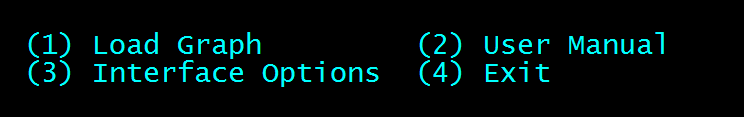 (1) Load Graph (2) User Manual
(3) Interface Options (4) Exit